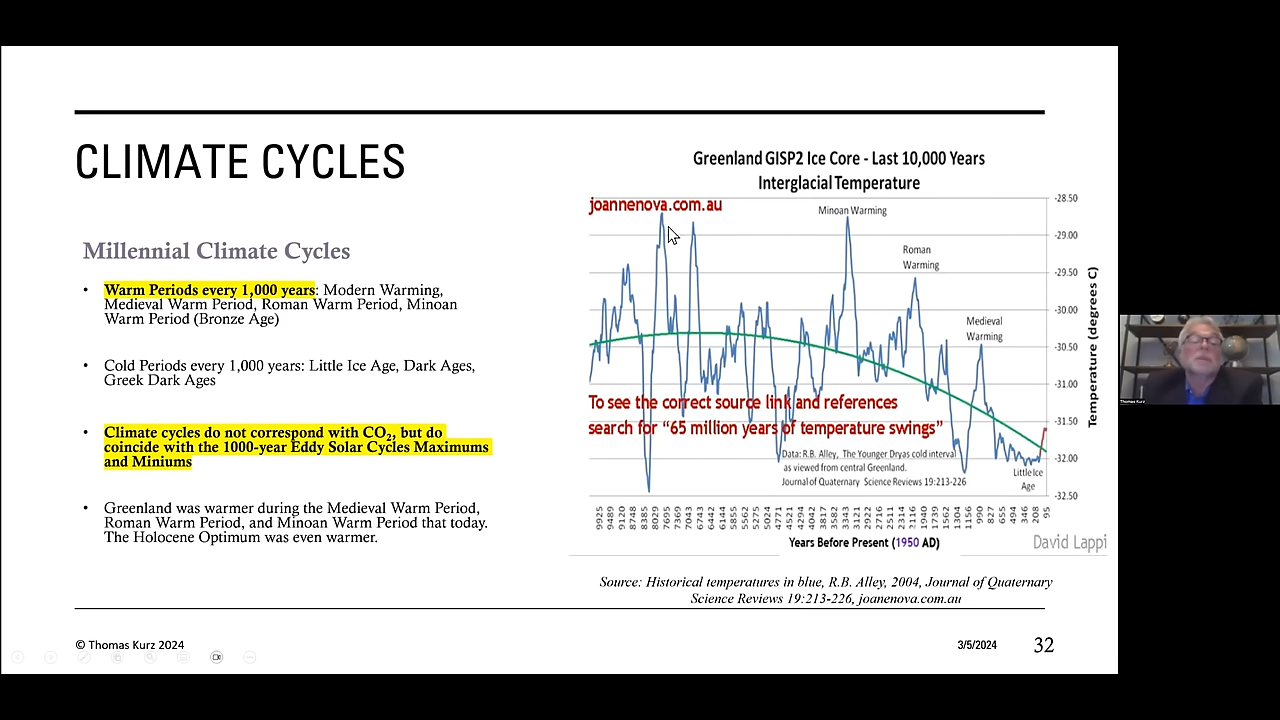 CLIMATE CYCLES
Millennial Climate Cycles
• Warm Periods every 1,000 years: Modern Warming,
Medieval Warm Period, Roman Warm Period, Minoan
Warm Period (Bronze Age)
• Cold Periods every 1,000 years: Little Ice Age, Dark Ages,
Greek Dark Ages
• Climate cycles do not correspond with CO2, but do
coincide with the 1000-year Eddy Solar Cycles Maximums
and Miniums
• Greenland was warmer during the Medieval Warm Period,
Roman Warm Period, and Minoan Warm Period that today.
The Holocene Optimum was even warmer.
Greenland GISP2 Ice Core - Last 10,000 Years
Interglacial Temperature
joannenova.com.au
Minoan Warming
Roman
Warming
Medieval
Warming
To see the correct source link and references
search for “65 million years of temperature swings”
Data: R.B. Alley, The Younger Dryas cold interval
as viewed from central Greenland.
Journal of Quaternary Science Reviews 19:213-226
Little Ice
Age
-28.50
-29.00
-29.50
-30.00
-30.50
-31.00
-31.50
-32.00
-32.50
Temperature (degrees C)
9925 9489 9120 8748 8385 8029 7695 7369 7043 6743 6442 6144 5855 5562 5275 5024 4771 4521 4294 4042 3817 3582 3343 3121 2922 2716 2511 2314 2116 1940 1739 1562 1304 1156 990 827 655 494 346 208 95
Years Before Present (1950 AD)
David Lappi
Source: Historical temperatures in blue, R.B. Alley, 2004, Journal of Quaternary
Science Reviews 19:213-226, joanenova.com.au
© Thomas Kurz 2024
3/5/2024
32
Thomas Kurz